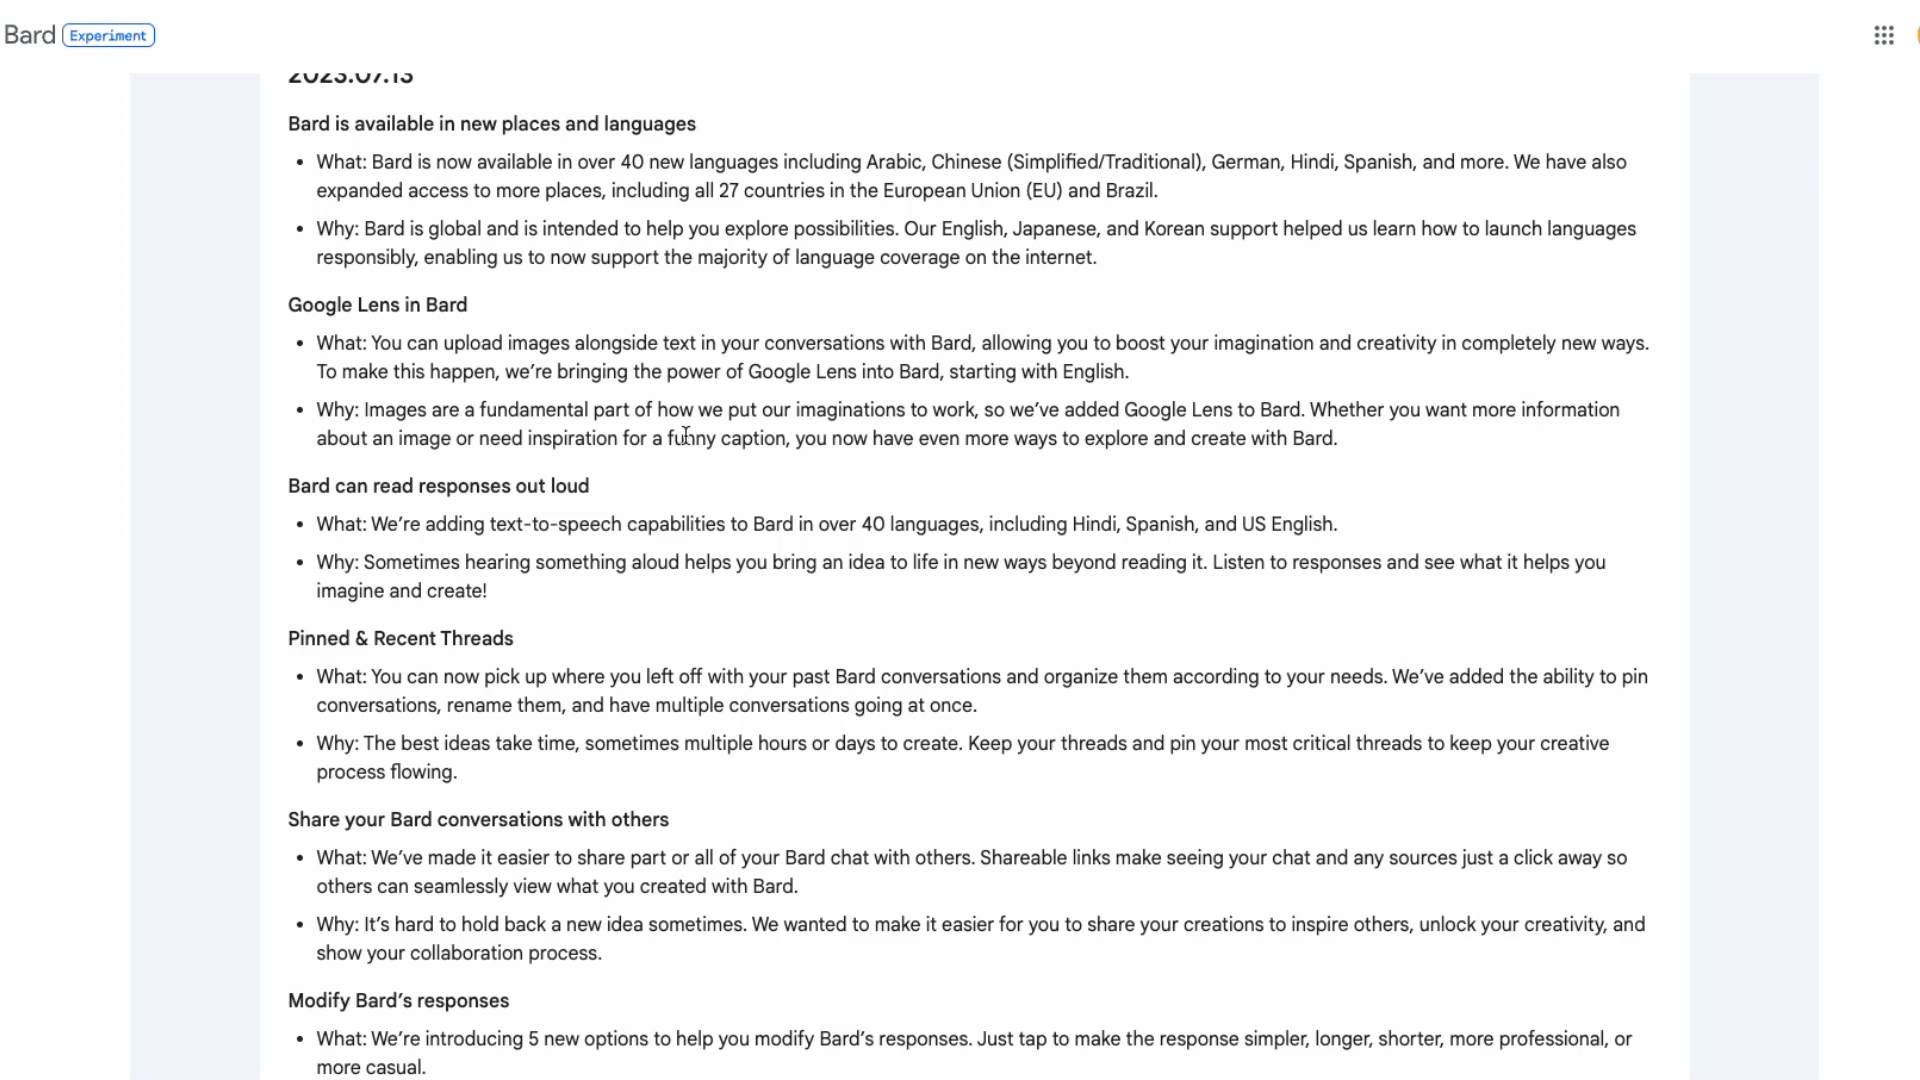 Bard Experiment
2023.07.13
Bard is available in new places and languages
• What: Bard is now available in over 40 new languages including Arabic, Chinese (Simplified/Traditional), German, Hindi, Spanish, and more. We have also
expanded access to more places, including all 27 countries in the European Union (EU) and Brazil.
• Why: Bard is global and is intended to help you explore possibilities. Our English, Japanese, and Korean support helped us learn how to launch languages
responsibly, enabling us to now support the majority of language coverage on the internet.
Google Lens in Bard
• What: You can upload images alongside text in your conversations with Bard, allowing you to boost your imagination and creativity in completely new ways.
To make this happen, we’re bringing the power of Google Lens into Bard, starting with English.
• Why: Images are a fundamental part of how we put our imaginations to work, so we’ve added Google Lens to Bard. Whether you want more information
about an image or need inspiration for a funny caption, you now have even more ways to explore and create with Bard.
Bard can read responses out loud
• What: We’re adding text-to-speech capabilities to Bard in over 40 languages, including Hindi, Spanish, and US English.
• Why: Sometimes hearing something aloud helps you bring an idea to life in new ways beyond reading it. Listen to responses and see what it helps you
imagine and create!
Pinned & Recent Threads
• What: You can now pick up where you left off with your past Bard conversations and organize them according to your needs. We’ve added the ability to pin
conversations, rename them, and have multiple conversations going at once.
• Why: The best ideas take time, sometimes multiple hours or days to create. Keep your threads and pin your most critical threads to keep your creative
process flowing.
Share your Bard conversations with others
• What: We’ve made it easier to share part or all of your Bard chat with others. Shareable links make seeing your chat and any sources just a click away so
others can seamlessly view what you created with Bard.
• Why: It’s hard to hold back a new idea sometimes. We wanted to make it easier for you to share your creations to inspire others, unlock your creativity, and
show your collaboration process.
Modify Bard’s responses
• What: We’re introducing 5 new options to help you modify Bard’s responses. Just tap to make the response simpler, longer, shorter, more professional, or
more casual.